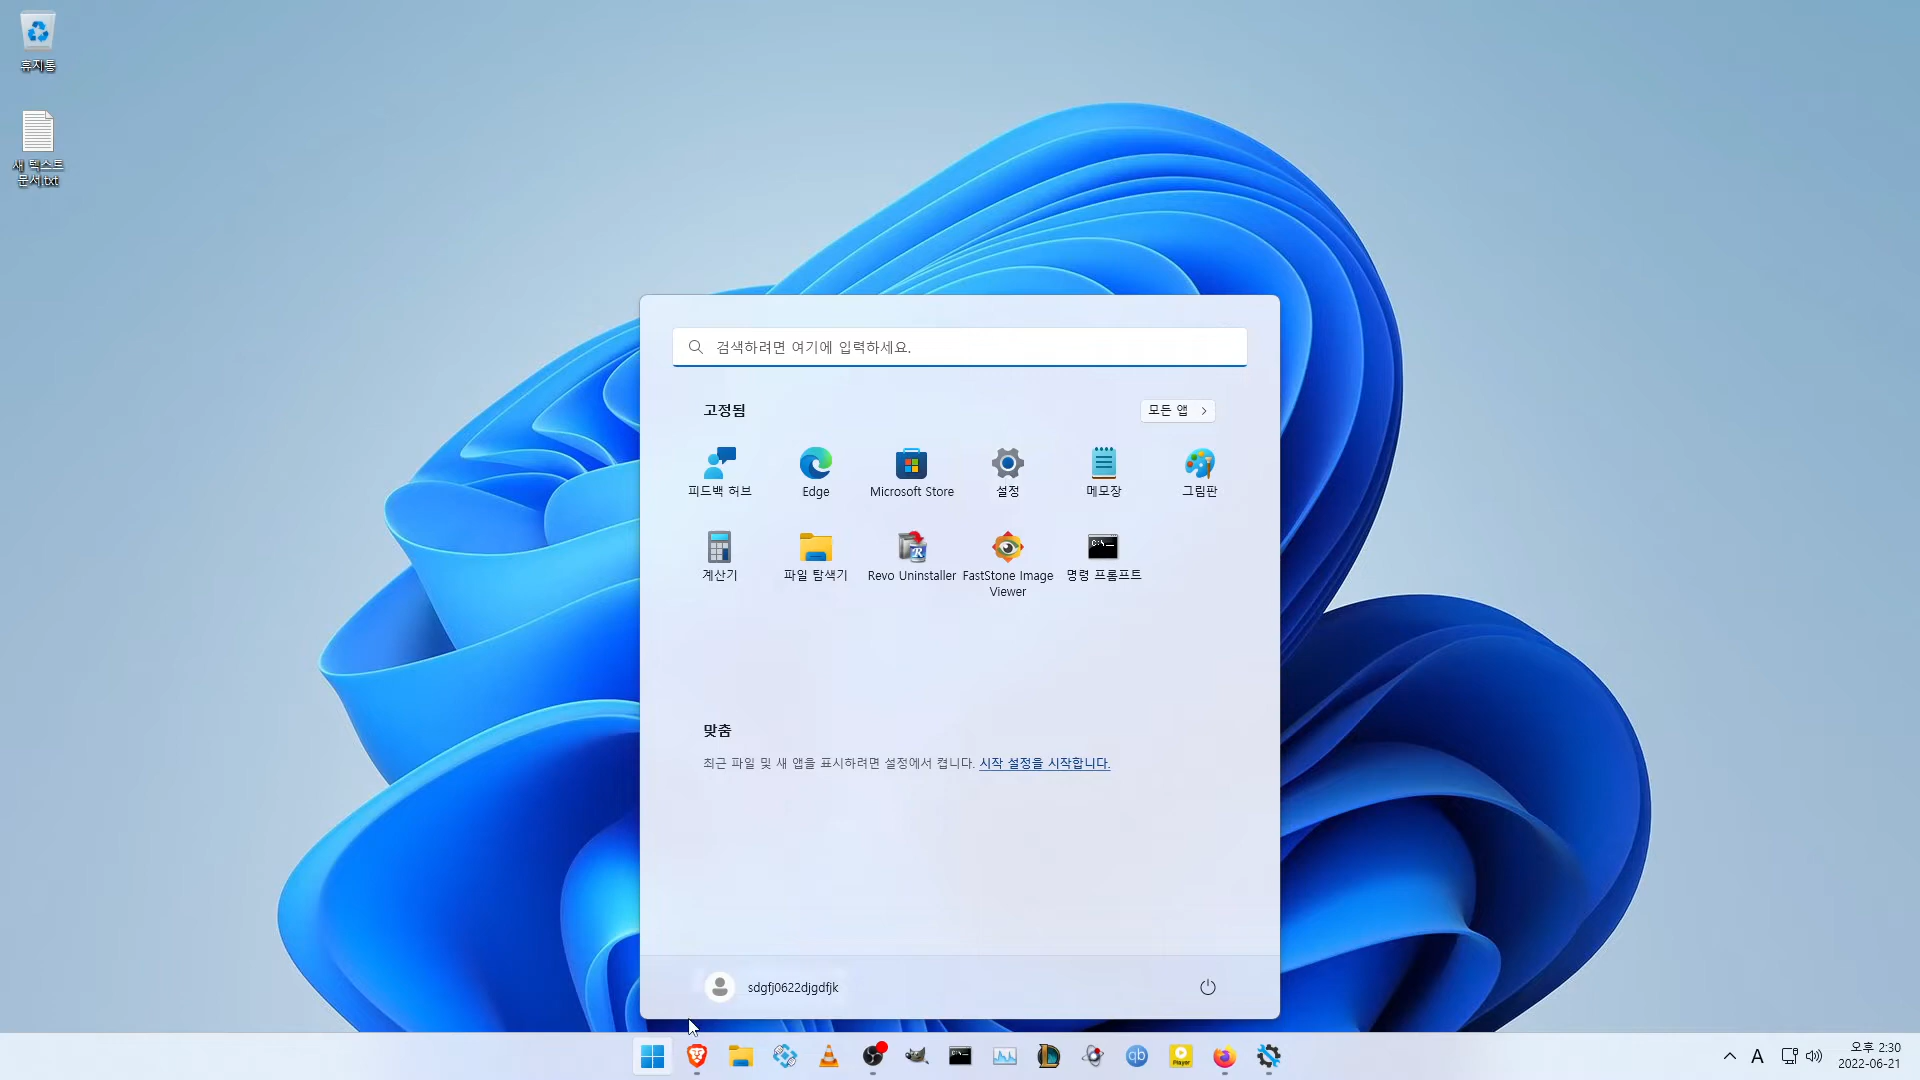 휴지통
새 텍스트
문서.txt
검색하려면 여기에 입력하세요.
고정됨
모든 앱
피드백 허브
Edge
Microsoft Store
설정
메모장
그림판
계산기
파일 탐색기
Revo Uninstaller
FastStone Image
Viewer
명령 프롬프트
맞춤
최근 파일 및 새 앱을 표시하려면 설정에서 켭니다. 시작 설정을 시작합니다.
sdgfj0622djgdfjk
qb
Player
A
오후 2:30
2022-06-21